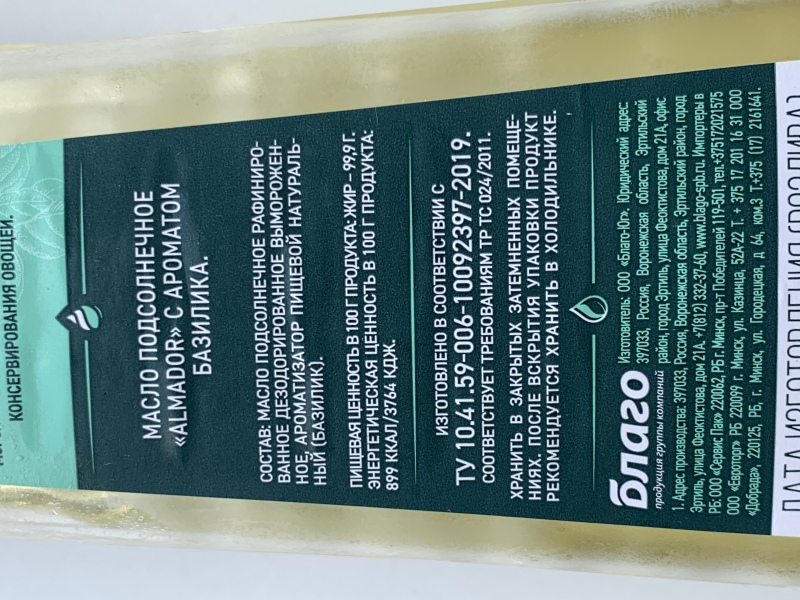 КОНСЕРВИРОВАНИЯ ОВОЩЕЙ.
МАСЛО ПОДСОЛНЕЧНОЕ
«ALMADOR» С АРОМАТОМ
БАЗИЛИКА.
СОСТАВ: МАСЛО ПОДСОЛНЕЧНОЕ РАФИНИРО-
ВАННОЕ ДЕЗОДОРИРОВАННОЕ ВЫМОРОЖЕН-
НОЕ, АРОМАТИЗАТОР ПИЩЕВОЙ НАТУРАЛЬ-
НЫЙ (БАЗИЛИК).
ПИЩЕВАЯ ЦЕННОСТЬ В 100 Г ПРОДУКТА: ЖИР – 99,9 Г.
ЭНЕРГЕТИЧЕСКАЯ ЦЕННОСТЬ В 100 Г ПРОДУКТА:
899 ККАЛ/3764 КДЖ.
ИЗГОТОВЛЕНО В СООТВЕТСТВИИ С
ТУ 10.41.59-006-10092397-2019.
СООТВЕТСТВУЕТ ТРЕБОВАНИЯМ ТР ТС 024/2011.
ХРАНИТЬ В ЗАКРЫТЫХ ЗАТЕМНЕННЫХ ПОМЕЩЕ-
НИЯХ. ПОСЛЕ ВСКРЫТИЯ УПАКОВКИ ПРОДУКТ
РЕКОМЕНДУЕТСЯ ХРАНИТЬ В ХОЛОДИЛЬНИКЕ.
Благо
продукция группы компаний
Изготовитель: ООО «Благо-Юг», Юридический адрес:
397033, Россия, Воронежская область, Эртильский
район, город Эртиль, улица Феоктистова, дом 21А, офис
1. Адрес производства: 397033, Россия, Воронежская область, Эртильский район, город
Эртиль, улица Феоктистова, дом 21А. +7(812) 332-37-60, www.blago-spb.ru. Импортеры в
РБ: ООО «Сервис Пак» 220062, РБ г. Минск, пр-т Победителей 119-501, тел.+375172021575
ООО «Евроторг» РБ 220099 г. Минск, ул. Казинца, 52А-22 Т. + 375 17 201 16 31 ООО
«Добрада», 220125, РБ, г. Минск, ул. Городецкая, д 64, ком.3 Т.+375 (17) 2161641.
ДАТА ИЗГОТОВЛЕНИЯ